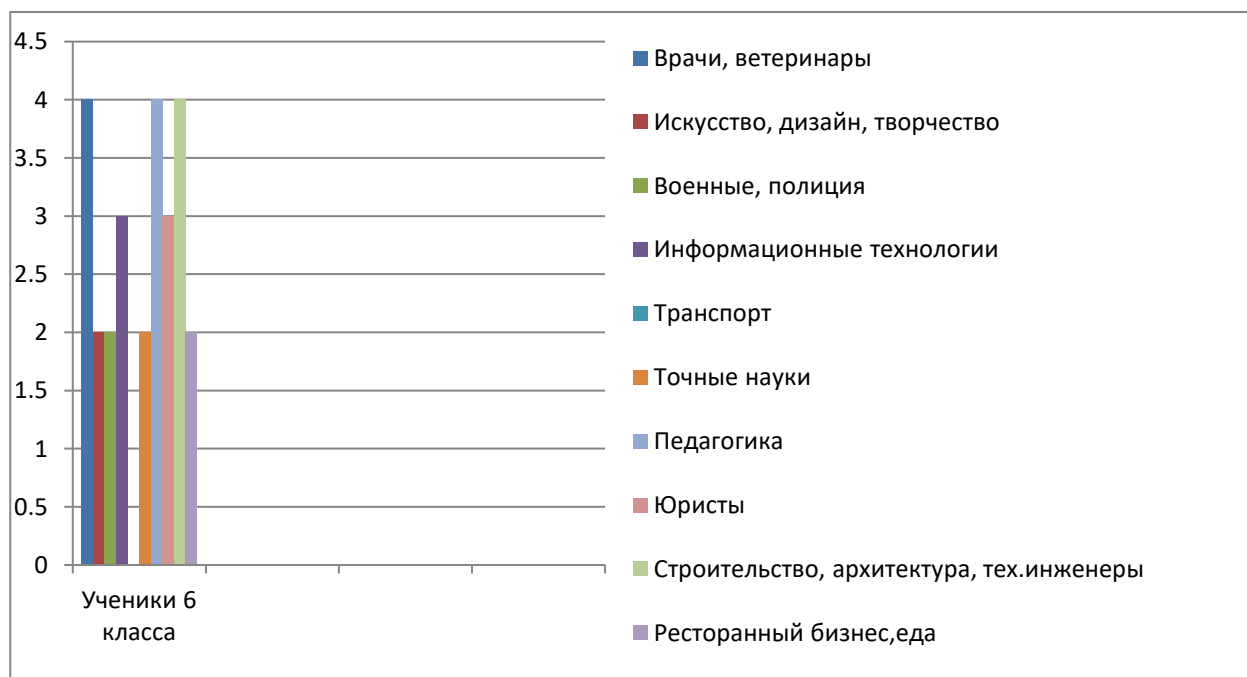 4.5
4
3.5
3
2.5
2
1.5
1
0.5
0
Ученики 6
класса
Врачи, ветеринары
Искусство, дизайн, творчество
Военные, полиция
Информационные технологии
Транспорт
Точные науки
Педагогика
Юристы
Строительство, архитектура, тех.инженеры
Ресторанный бизнес,еда